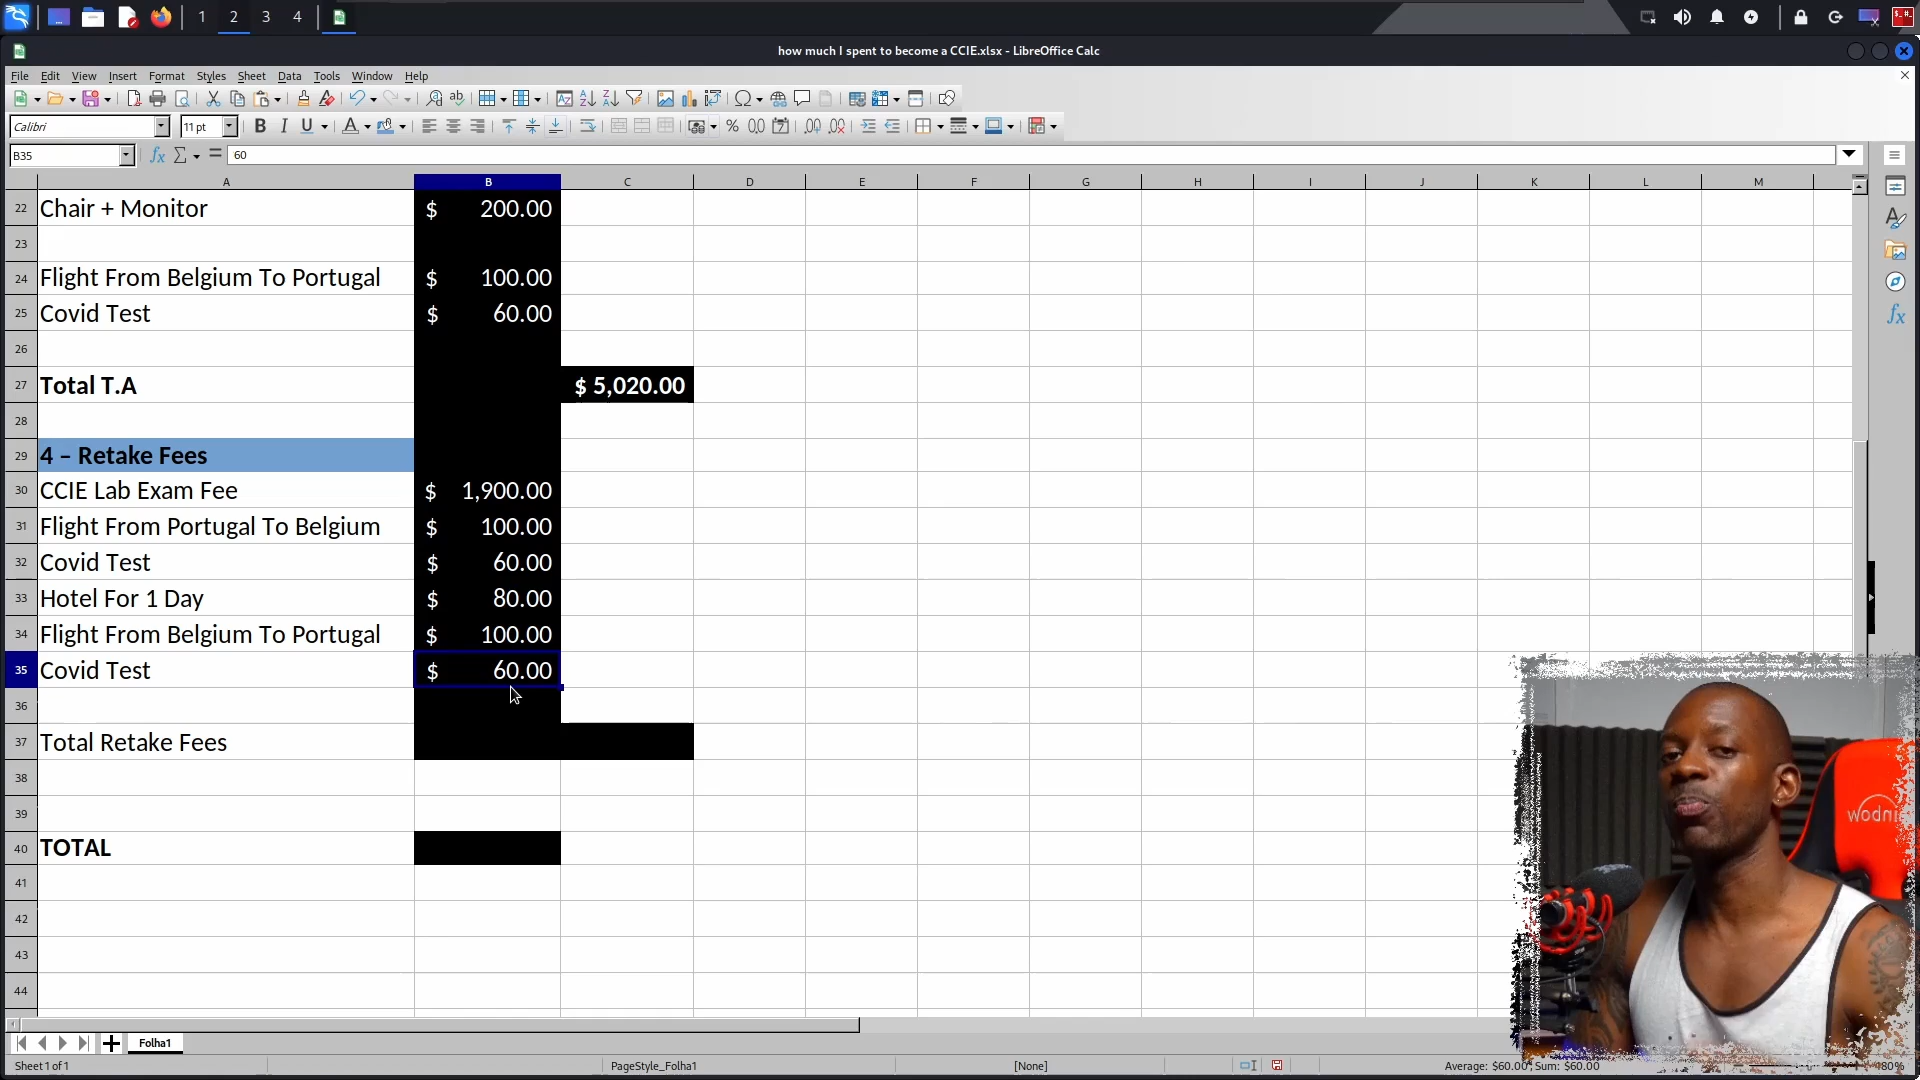 1 2 3 4
how much I spent to become a CCIE.xlsx - LibreOffice Calc
File Edit View Insert Format Styles Sheet Data Tools Window Help
Calibri 11 pt
B35 60
A B C D E F G H I J K L M
22 Chair + Monitor $ 200.00
23
24 Flight From Belgium To Portugal $ 100.00
25 Covid Test $ 60.00
26
27 Total T.A $ 5,020.00
28
29 4 – Retake Fees
30 CCIE Lab Exam Fee $ 1,900.00
31 Flight From Portugal To Belgium $ 100.00
32 Covid Test $ 60.00
33 Hotel For 1 Day $ 80.00
34 Flight From Belgium To Portugal $ 100.00
35 Covid Test $ 60.00
36
37 Total Retake Fees
38
39
40 TOTAL
41
42
43
44
Folha1
Sheet 1 of 1 PageStyle_Folha1 [None] Average: $60.00; Sum: $60.00